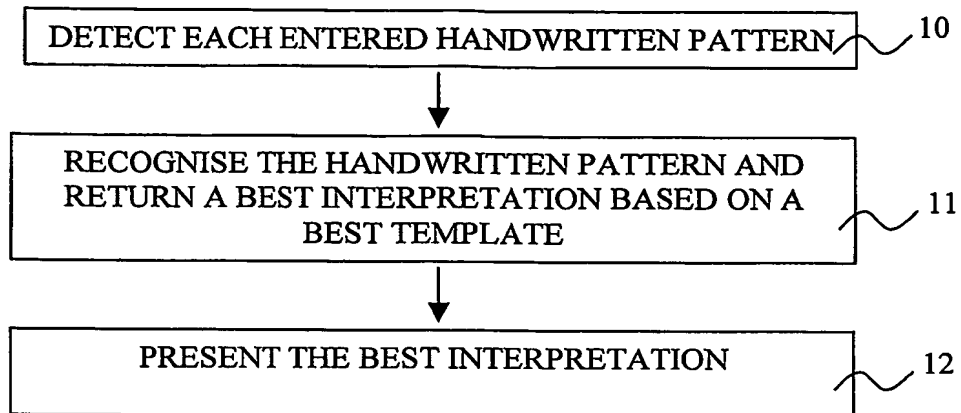 DETECT EACH ENTERED HANDWRITTEN PATTERN
10
RECOGNISE THE HANDWRITTEN PATTERN AND
RETURN A BEST INTERPRETATION BASED ON A
BEST TEMPLATE
11
PRESENT THE BEST INTERPRETATION
12